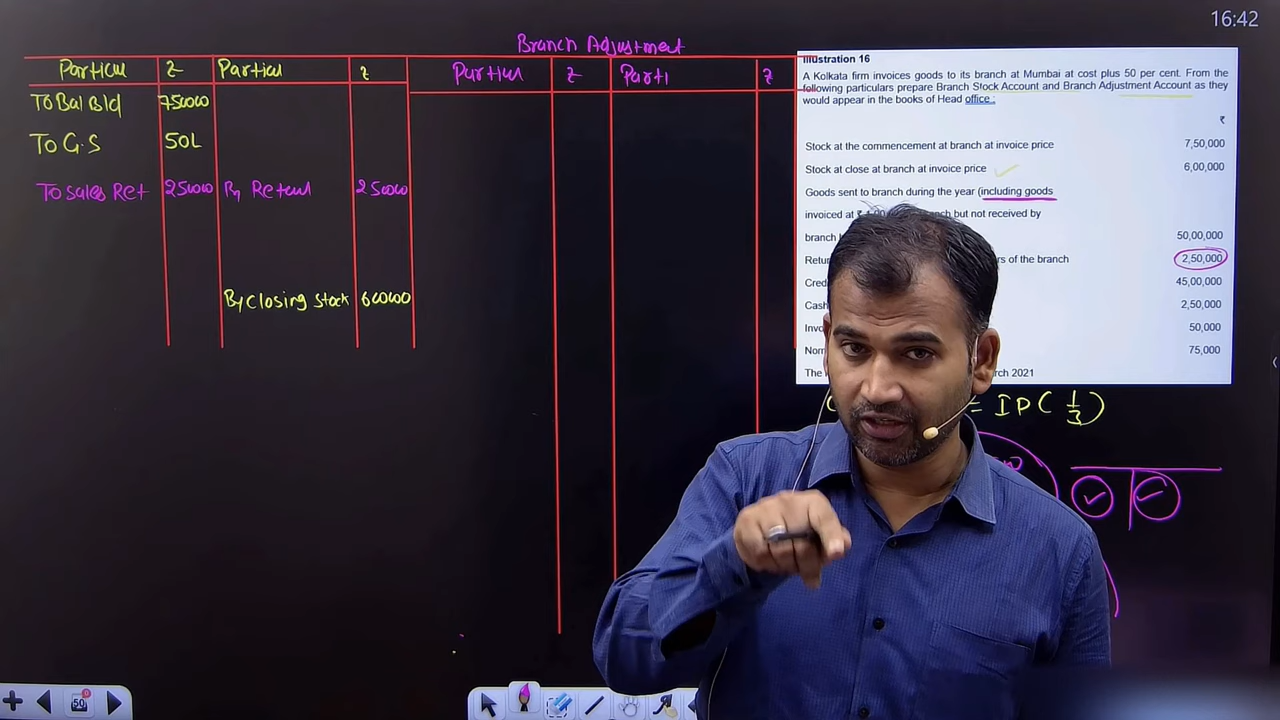 16:42
Branch Adjustment
Particu ₹ Particu ₹ Particu ₹ Parti ₹
To Bal B/d 750000
To G.S 50L
To Sales Ret 250000 By Return 250000
By Closing Stock 600000
Illustration 16
A Kolkata firm invoices goods to its branch at Mumbai at cost plus 50 per cent. From the
following particulars prepare Branch Stock Account and Branch Adjustment Account as they
would appear in the books of Head office :
₹
Stock at the commencement at branch at invoice price 7,50,000
Stock at close at branch at invoice price 6,00,000
Goods sent to branch during the year (including goods
invoiced at ₹ but not received by
branch 50,00,000
of the branch 2,50,000
45,00,000
Cash 2,50,000
50,000
75,000
The rch 2021
= IP (1/3)
50